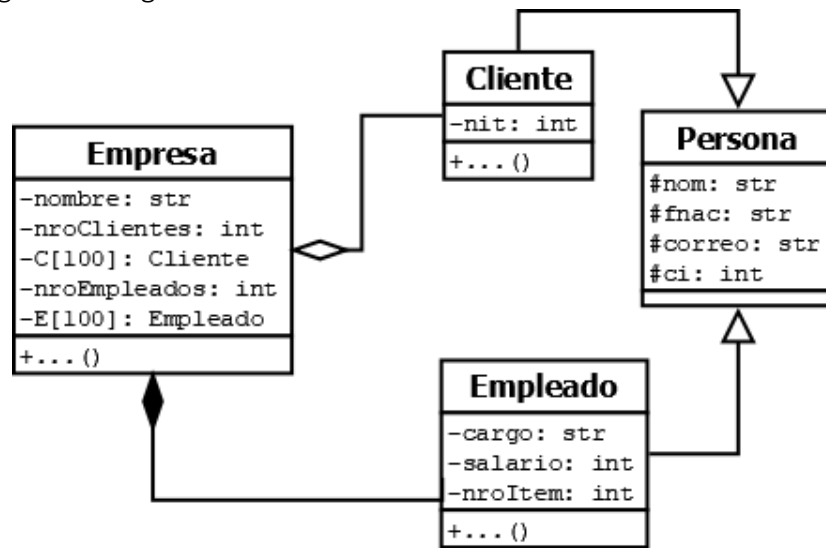 Cliente
-nit: int
+...()
Empresa
-nombre: str
-nroClientes: int
-C[100]: Cliente
-nroEmpleados: int
-E[100]: Empleado
+...()
Persona
#nom: str
#fnac: str
#correo: str
#ci: int
Empleado
-cargo: str
-salario: int
-nroItem: int
+...()